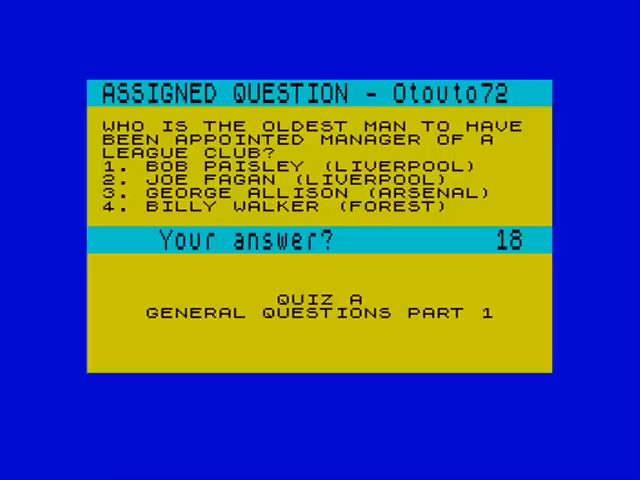 ASSIGNED QUESTION - Otouto72
WHO IS THE OLDEST MAN TO HAVE
BEEN APPOINTED MANAGER OF A
LEAGUE CLUB?
1. BOB PAISLEY (LIVERPOOL)
2. JOE FAGAN (LIVERPOOL)
3. GEORGE ALLISON (ARSENAL)
4. BILLY WALKER (FOREST)
Your answer? 18
QUIZ A
GENERAL QUESTIONS PART 1